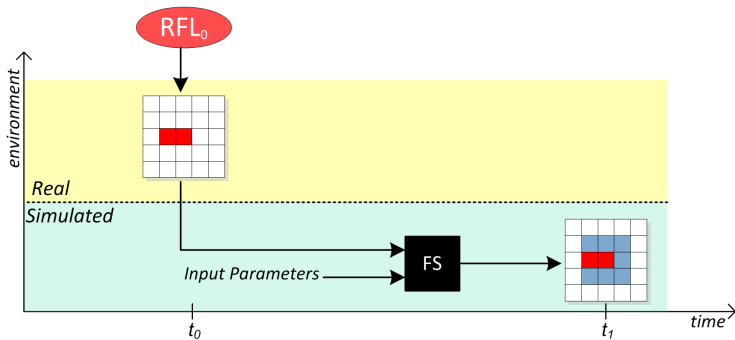 RFL0
environment
Real
Simulated
Input Parameters
FS
t0
t1
time